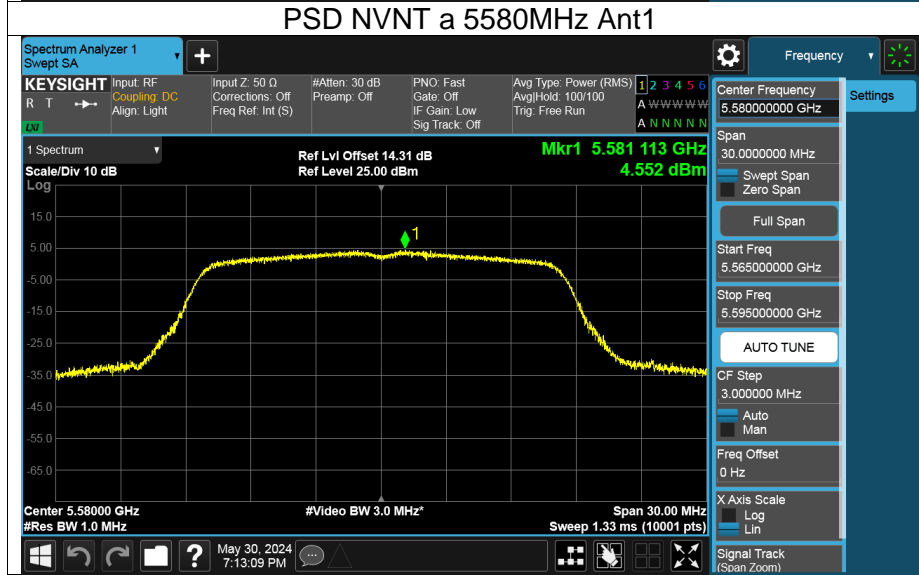 PSD NVNT a 5580MHz Ant1
Spectrum Analyzer 1
Swept SA
+
Frequency
KEYSIGHT
R T
LXI
Input: RF
Coupling: DC
Align: Light
Input Z: 50 Ω
Corrections: Off
Freq Ref: Int (S)
#Atten: 30 dB
Preamp: Off
PNO: Fast
Gate: Off
IF Gain: Low
Sig Track: Off
Avg Type: Power (RMS)
Avg|Hold: 100/100
Trig: Free Run
1 2 3 4 5 6
A W W W W W
A N N N N N
1 Spectrum
Scale/Div 10 dB
Ref Lvl Offset 14.31 dB
Ref Level 25.00 dBm
Mkr1 5.581 113 GHz
4.552 dBm
Log
15.0
5.00
-5.00
-15.0
-25.0
-35.0
-45.0
-55.0
-65.0
1
Center 5.58000 GHz
#Res BW 1.0 MHz
#Video BW 3.0 MHz*
Span 30.00 MHz
Sweep 1.33 ms (10001 pts)
Center Frequency
5.580000000 GHz
Span
30.0000000 MHz
Swept Span
Zero Span
Full Span
Start Freq
5.565000000 GHz
Stop Freq
5.595000000 GHz
AUTO TUNE
CF Step
3.000000 MHz
Auto
Man
Freq Offset
0 Hz
X Axis Scale
Log
Lin
Signal Track
(Span Zoom)
Settings
?
May 30, 2024
7:13:09 PM